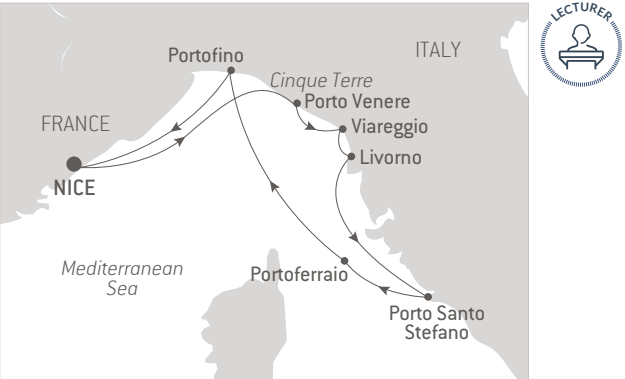 LECTURER
ITALY
Portofino
Cinque Terre
Porto Venere
FRANCE
Viareggio
Livorno
NICE
Mediterranean
Sea
Portoferraio
Porto Santo
Stefano